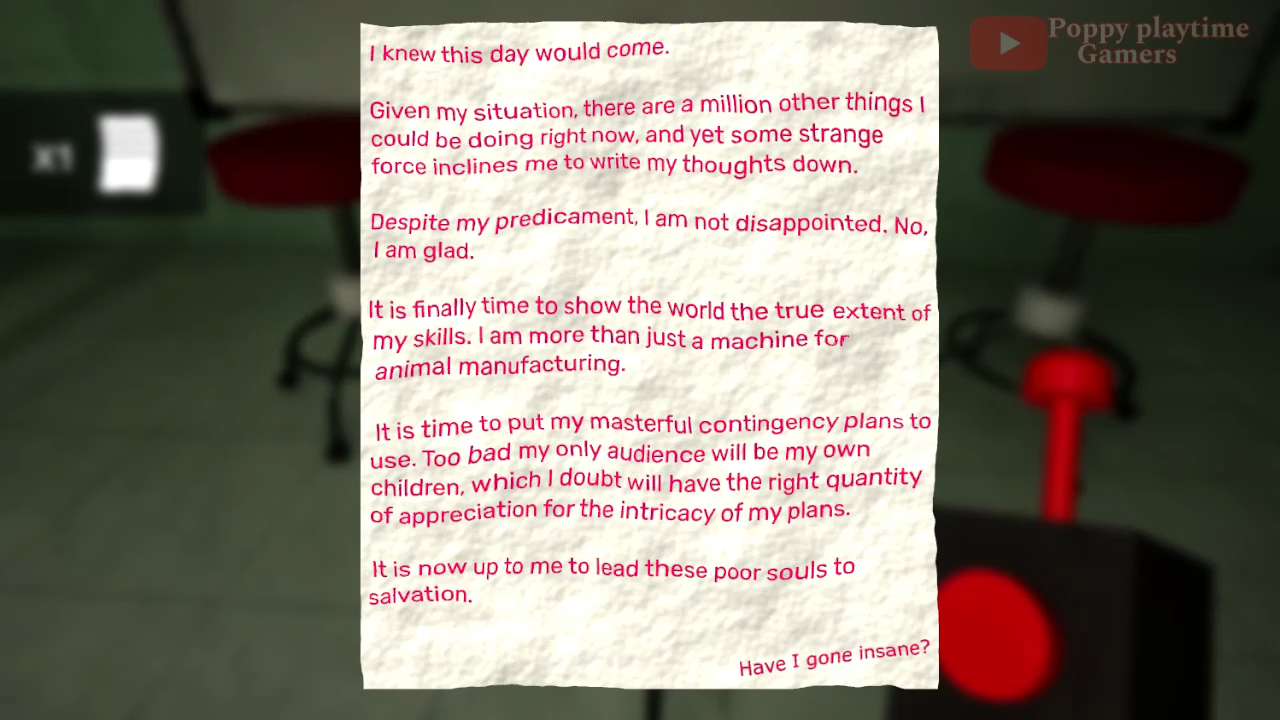 Poppy playtime
Gamers
X1
I knew this day would come.
Given my situation, there are a million other things I
could be doing right now, and yet some strange
force inclines me to write my thoughts down.
Despite my predicament, I am not disappointed. No,
I am glad.
It is finally time to show the world the true extent of
my skills. I am more than just a machine for
animal manufacturing.
It is time to put my masterful contingency plans to
use. Too bad my only audience will be my own
children, which I doubt will have the right quantity
of appreciation for the intricacy of my plans.
It is now up to me to lead these poor souls to
salvation.
Have I gone insane?